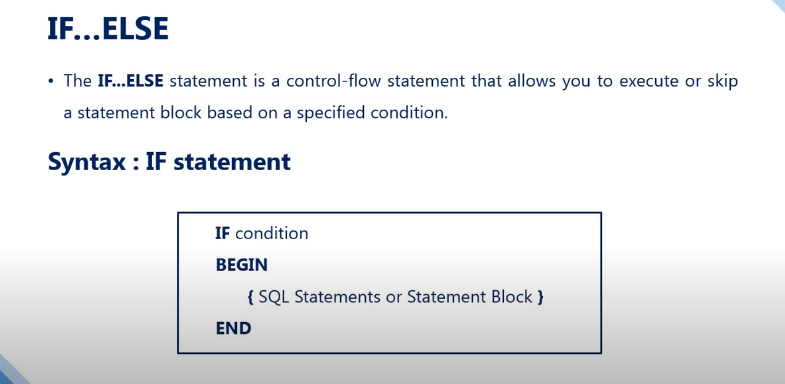 IF...ELSE
• The IF...ELSE statement is a control-flow statement that allows you to execute or skip
a statement block based on a specified condition.
Syntax : IF statement
IF condition
BEGIN
{ SQL Statements or Statement Block }
END